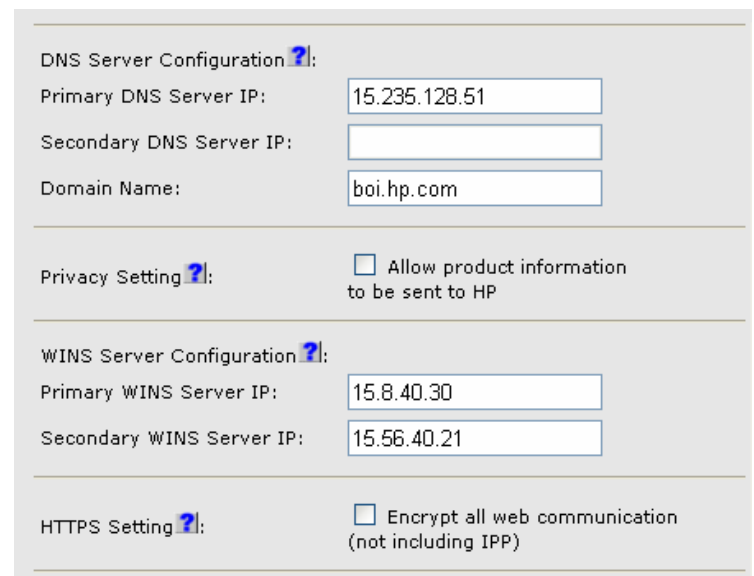 DNS Server Configuration?:
Primary DNS Server IP: 15.235.128.51
Secondary DNS Server IP:
Domain Name: boi.hp.com
Privacy Setting?: Allow product information
to be sent to HP
WINS Server Configuration?:
Primary WINS Server IP: 15.8.40.30
Secondary WINS Server IP: 15.56.40.21
HTTPS Setting?: Encrypt all web communication
(not including IPP)